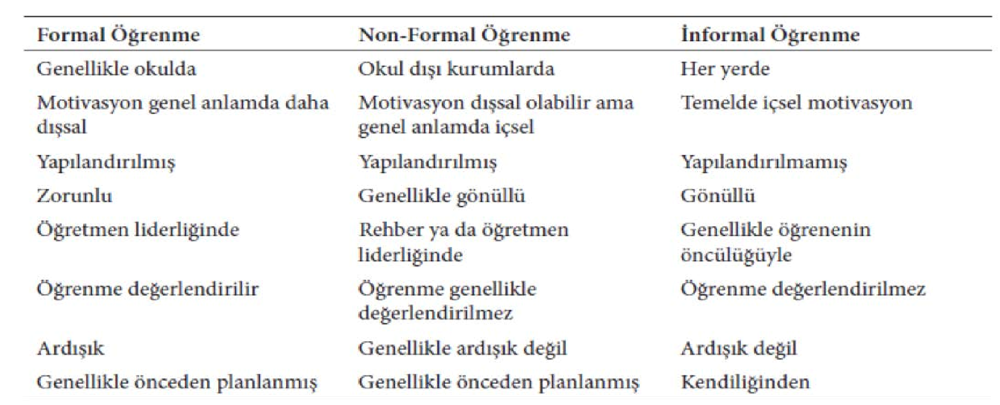 Formal Öğrenme Non-Formal Öğrenme İnformal Öğrenme
Genellikle okulda Okul dışı kurumlarda Her yerde
Motivasyon genel anlamda daha Motivasyon dışsal olabilir ama Temelde içsel motivasyon
dışsal genel anlamda içsel
Yapılandırılmış Yapılandırılmış Yapılandırılmamış
Zorunlu Genellikle gönüllü Gönüllü
Öğretmen liderliğinde Rehber ya da öğretmen Genellikle öğrenenin
liderliğinde öncülüğüyle
Öğrenme değerlendirilir Öğrenme genellikle Öğrenme değerlendirilmez
değerlendirilmez
Ardışık Genellikle ardışık değil Ardışık değil
Genellikle önceden planlanmış Genellikle önceden planlanmış Kendiliğinden